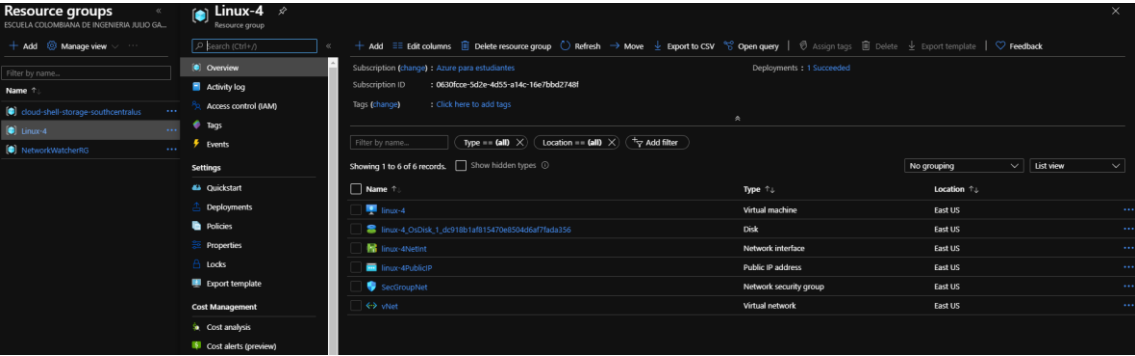 Resource groups «
ESCUELA COLOMBIANA DE INGENIERIA JULIO GA...
+ Add Manage view ...
Filter by name...
Name ↑
cloud-shell-storage-southcentralus ...
Linux-4 ...
NetworkWatcherRG ...
Linux-4
Resource group
Search (Ctrl+/) «
Overview
Activity log
Access control (IAM)
Tags
Events
Settings
Quickstart
Deployments
Policies
Properties
Locks
Export template
Cost Management
Cost analysis
Cost alerts (preview)
+ Add Edit columns Delete resource group Refresh → Move Export to CSV Open query Assign tags Delete Export template Feedback
Subscription (change) : Azure para estudiantes Deployments : 1 Succeeded
Subscription ID : 0630fcce-5d2e-4d55-a14c-16e7bbd2748f
Tags (change) : Click here to add tags
Filter by name... Type == (all) X Location == (all) X Add filter
Showing 1 to 6 of 6 records. Show hidden types No grouping List view
Name ↑↓ Type ↑↓ Location ↑↓
linux-4 Virtual machine East US ...
linux-4_OsDisk_1_dc918b1af815470e8504d6af7fada356 Disk East US ...
linux-4NetInt Network interface East US ...
linux-4PublicIP Public IP address East US ...
SecGroupNet Network security group East US ...
vNet Virtual network East US ...